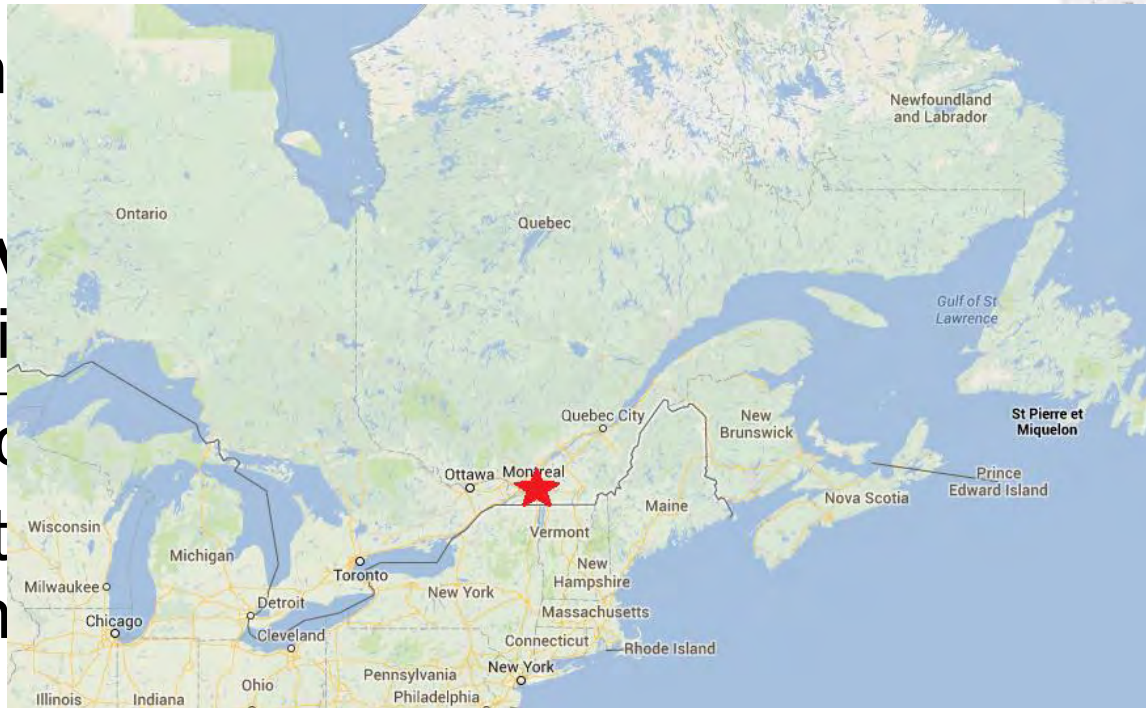 Newfoundland
and Labrador
Ontario
Quebec
Gulf of St
Lawrence
Quebec City
New
Brunswick
St Pierre et
Miquelon
Ottawa
Montreal
Prince
Edward Island
Nova Scotia
Maine
Wisconsin
Vermont
Michigan
New
Hampshire
Toronto
Milwaukee
New York
Detroit
Massachusetts
Chicago
Cleveland
Connecticut
Rhode Island
New York
Pennsylvania
Ohio
Philadelphia
Illinois
Indiana